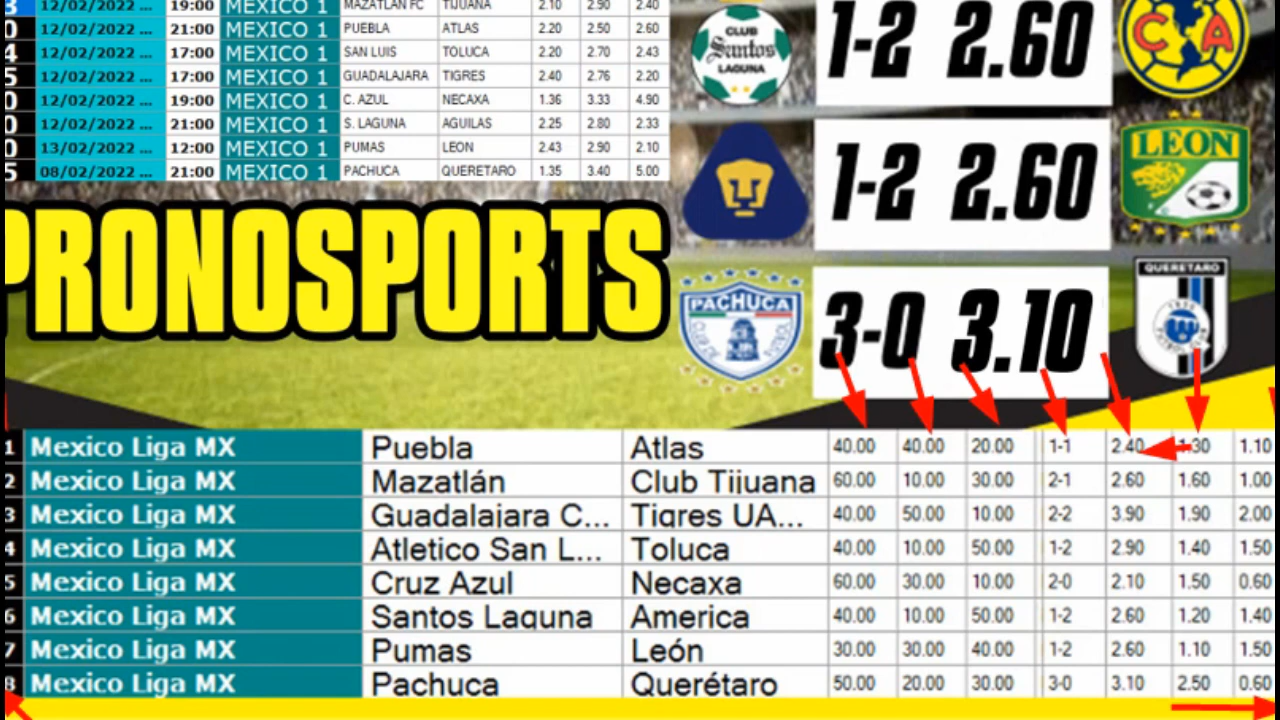 3 12/02/2022 ... 19:00 MEXICO 1 MAZATLAN FC TIJUANA 2.10 2.90 2.40
0 12/02/2022 ... 21:00 MEXICO 1 PUEBLA ATLAS 2.20 2.50 2.60
4 12/02/2022 ... 17:00 MEXICO 1 SAN LUIS TOLUCA 2.20 2.70 2.43
5 12/02/2022 ... 17:00 MEXICO 1 GUADALAJARA TIGRES 2.40 2.76 2.20
0 12/02/2022 ... 19:00 MEXICO 1 C. AZUL NECAXA 1.36 3.33 4.90
0 12/02/2022 ... 21:00 MEXICO 1 S. LAGUNA AGUILAS 2.25 2.80 2.33
0 13/02/2022 ... 12:00 MEXICO 1 PUMAS LEON 2.43 2.90 2.10
5 08/02/2022 ... 21:00 MEXICO 1 PACHUCA QUERETARO 1.35 3.40 5.00
CLUB
Santos
LAGUNA
1-2 2.60
C A
1-2 2.60
LEON
PRONOSPORTS
PACHUCA
3-0 3.10
QUERETARO
1 Mexico Liga MX Puebla Atlas 40.00 40.00 20.00 1-1 2.40 1.30 1.10
2 Mexico Liga MX Mazatlán Club Tijuana 60.00 10.00 30.00 2-1 2.60 1.60 1.00
3 Mexico Liga MX Guadalajara C... Tigres UA... 40.00 50.00 10.00 2-2 3.90 1.90 2.00
4 Mexico Liga MX Atletico San L... Toluca 40.00 10.00 50.00 1-2 2.90 1.40 1.50
5 Mexico Liga MX Cruz Azul Necaxa 60.00 30.00 10.00 2-0 2.10 1.50 0.60
6 Mexico Liga MX Santos Laguna America 40.00 10.00 50.00 1-2 2.60 1.20 1.40
7 Mexico Liga MX Pumas León 30.00 30.00 40.00 1-2 2.60 1.10 1.50
8 Mexico Liga MX Pachuca Querétaro 50.00 20.00 30.00 3-0 3.10 2.50 0.60